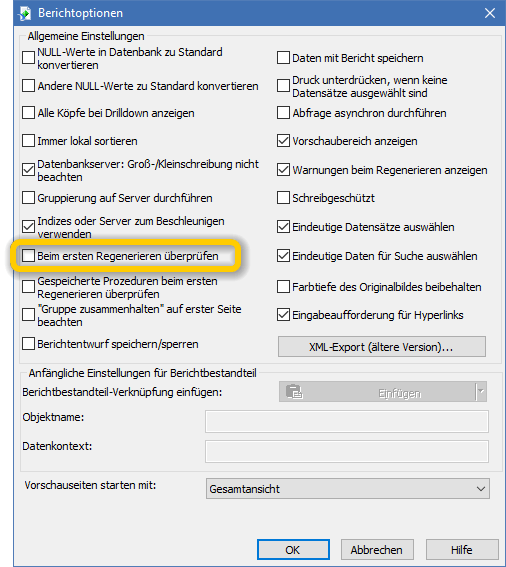 Berichtoptionen
Allgemeine Einstellungen
NULL-Werte in Datenbank zu Standard
konvertieren
Andere NULL-Werte zu Standard konvertieren
Alle Köpfe bei Drilldown anzeigen
Immer lokal sortieren
Datenbankserver: Groß-/Kleinschreibung nicht
beachten
Gruppierung auf Server durchführen
Indizes oder Server zum Beschleunigen
verwenden
Beim ersten Regenerieren überprüfen
Gespeicherte Prozeduren beim ersten
Regenerieren überprüfen
"Gruppe zusammenhalten" auf erster Seite
beachten
Berichtentwurf speichern/sperren
Daten mit Bericht speichern
Druck unterdrücken, wenn keine
Datensätze ausgewählt sind
Abfrage asynchron durchführen
Vorschaubereich anzeigen
Warnungen beim Regenerieren anzeigen
Schreibgeschützt
Eindeutige Datensätze auswählen
Eindeutige Daten für Suche auswählen
Farbtiefe des Originalbildes beibehalten
Eingabeaufforderung für Hyperlinks
XML-Export (ältere Version)...
Anfängliche Einstellungen für Berichtbestandteil
Berichtbestandteil-Verknüpfung einfügen:
Einfügen
Objektname:
Datenkontext:
Vorschauseiten starten mit:
Gesamtansicht
OK
Abbrechen
Hilfe